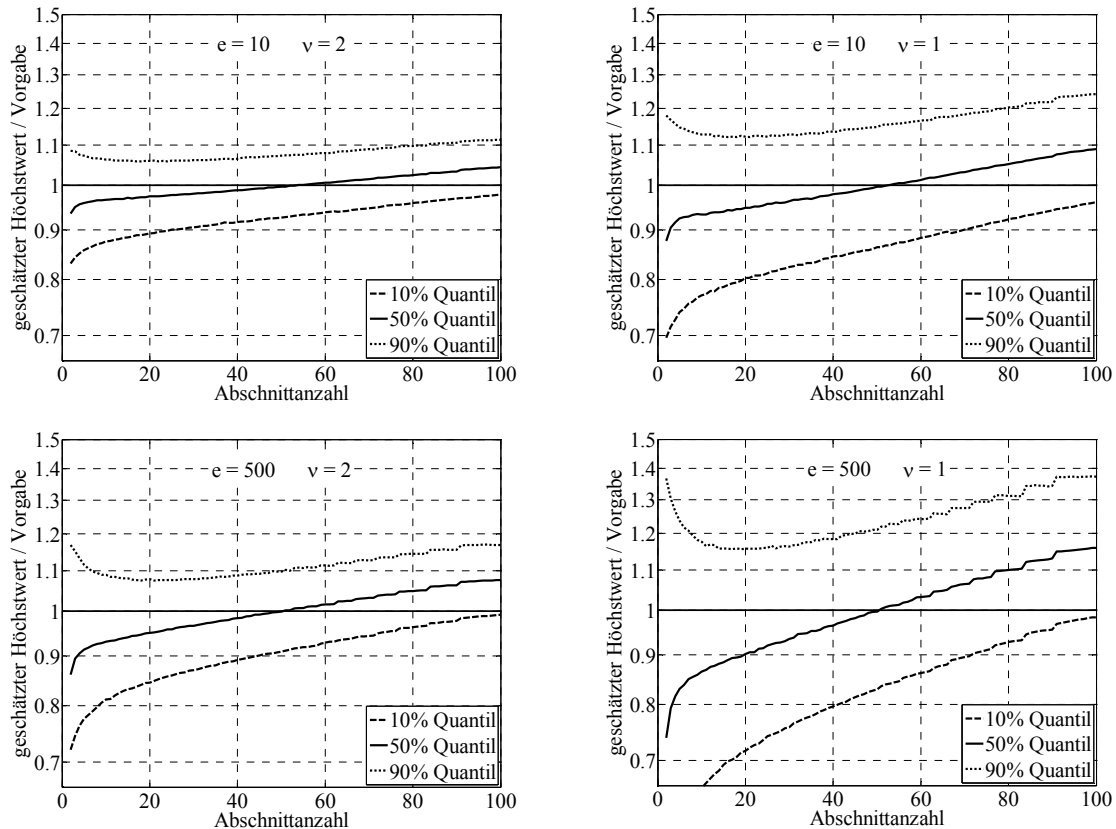 1.5
1.4
1.3
1.2
1.1
1
0.9
0.8
0.7
geschätzter Höchstwert / Vorgabe
e = 10 ν = 2
10% Quantil
50% Quantil
90% Quantil
0 20 40 60 80 100
Abschnittanzahl
1.5
1.4
1.3
1.2
1.1
1
0.9
0.8
0.7
geschätzter Höchstwert / Vorgabe
e = 10 ν = 1
10% Quantil
50% Quantil
90% Quantil
0 20 40 60 80 100
Abschnittanzahl
1.5
1.4
1.3
1.2
1.1
1
0.9
0.8
0.7
geschätzter Höchstwert / Vorgabe
e = 500 ν = 2
10% Quantil
50% Quantil
90% Quantil
0 20 40 60 80 100
Abschnittanzahl
1.5
1.4
1.3
1.2
1.1
1
0.9
0.8
0.7
geschätzter Höchstwert / Vorgabe
e = 500 ν = 1
10% Quantil
50% Quantil
90% Quantil
0 20 40 60 80 100
Abschnittanzahl